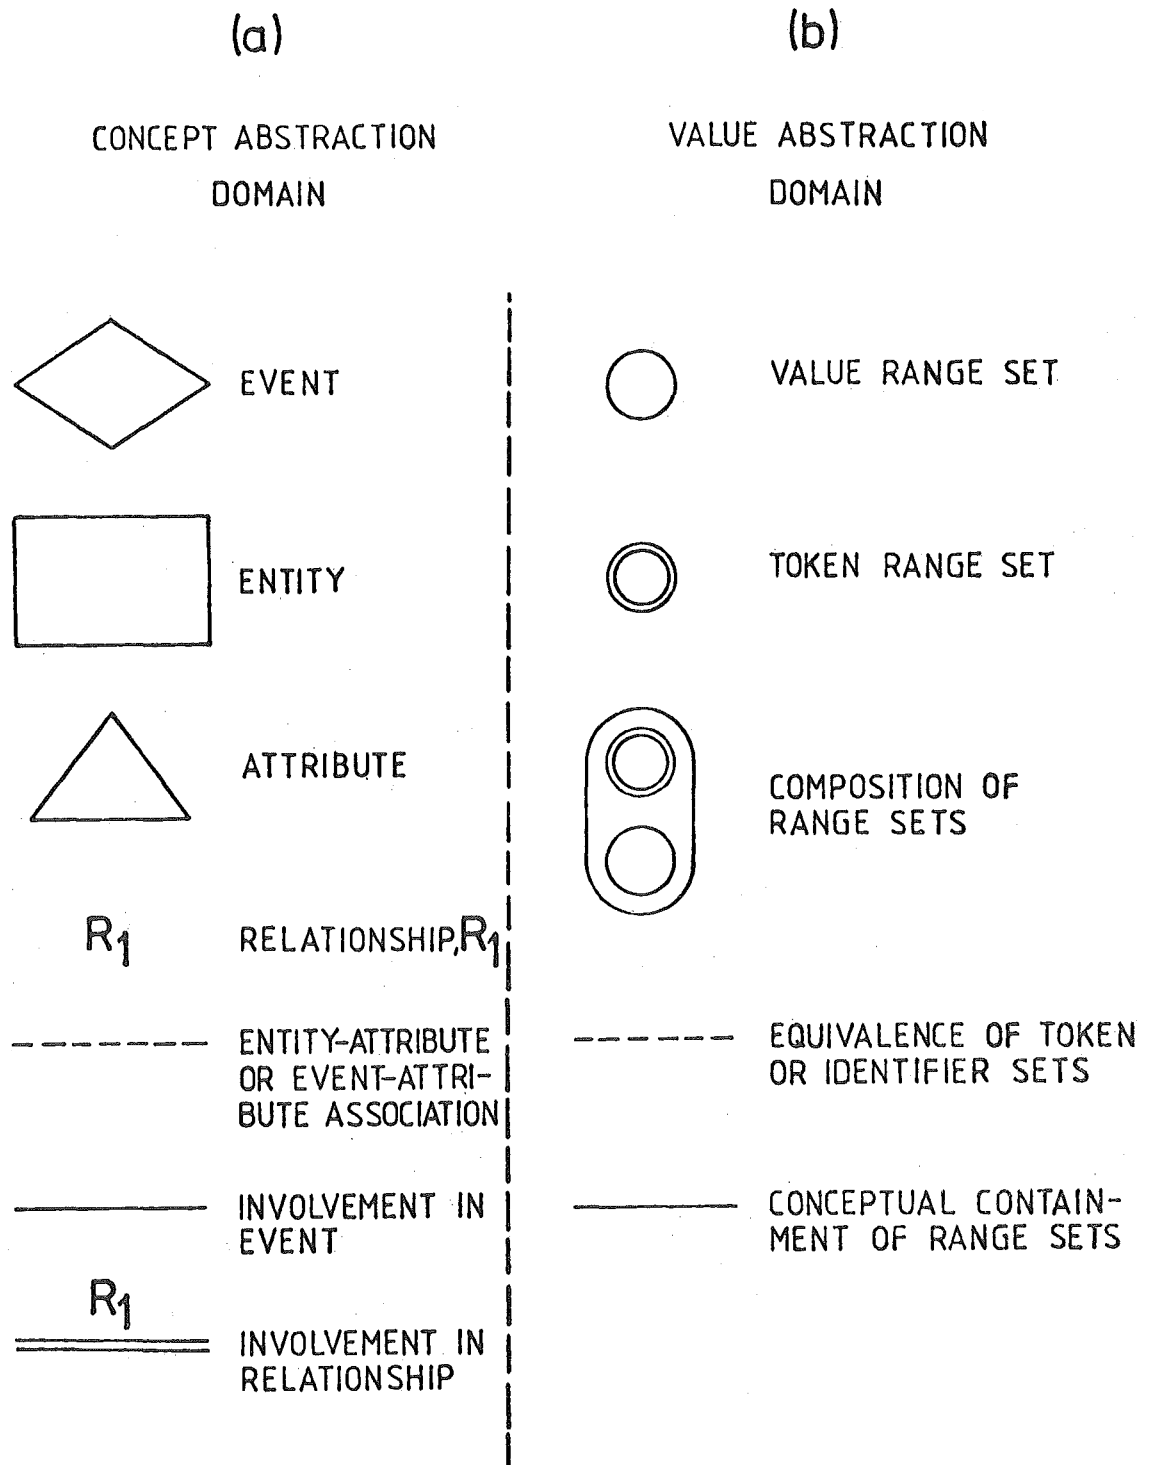 (a)
CONCEPT ABSTRACTION
DOMAIN
EVENT
ENTITY
ATTRIBUTE
R1
RELATIONSHIP, R1
ENTITY-ATTRIBUTE
OR EVENT-ATTRI-
BUTE ASSOCIATION
INVOLVEMENT IN
EVENT
R1
INVOLVEMENT IN
RELATIONSHIP
(b)
VALUE ABSTRACTION
DOMAIN
VALUE RANGE SET
TOKEN RANGE SET
COMPOSITION OF
RANGE SETS
EQUIVALENCE OF TOKEN
OR IDENTIFIER SETS
CONCEPTUAL CONTAIN-
MENT OF RANGE SETS